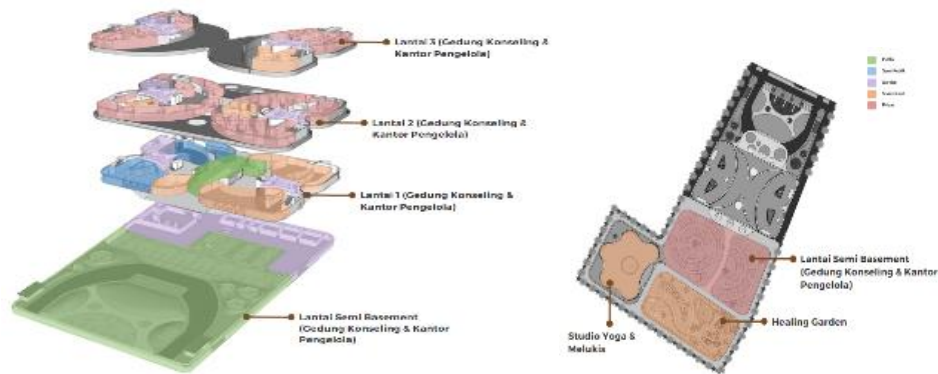 Lantai 3 (Gedung Konseling &
Kantor Pengelola)
Lantai 2 (Gedung Konseling &
Kantor Pengelola)
Lantai 1 (Gedung Konseling &
Kantor Pengelola)
Lantai Semi Basement
(Gedung Konseling & Kantor
Pengelola)
Lantai Semi Basement
(Gedung Konseling & Kantor
Pengelola)
Healing Garden
Studio Yoga &
Melukis